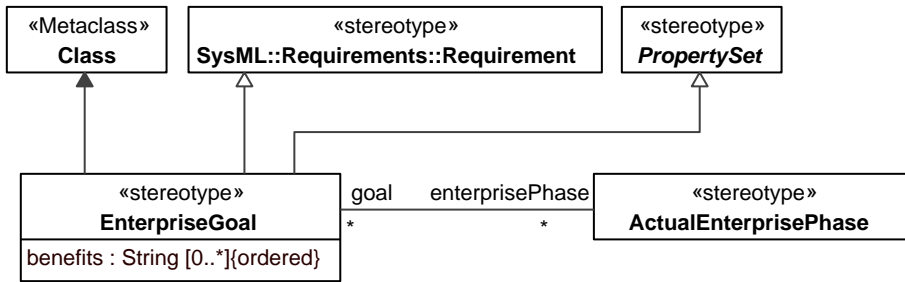 «Metaclass»
Class
«stereotype»
SysML::Requirements::Requirement
«stereotype»
PropertySet
«stereotype»
EnterpriseGoal
benefits : String [0..*]{ordered}
goal
*
enterprisePhase
*
«stereotype»
ActualEnterprisePhase